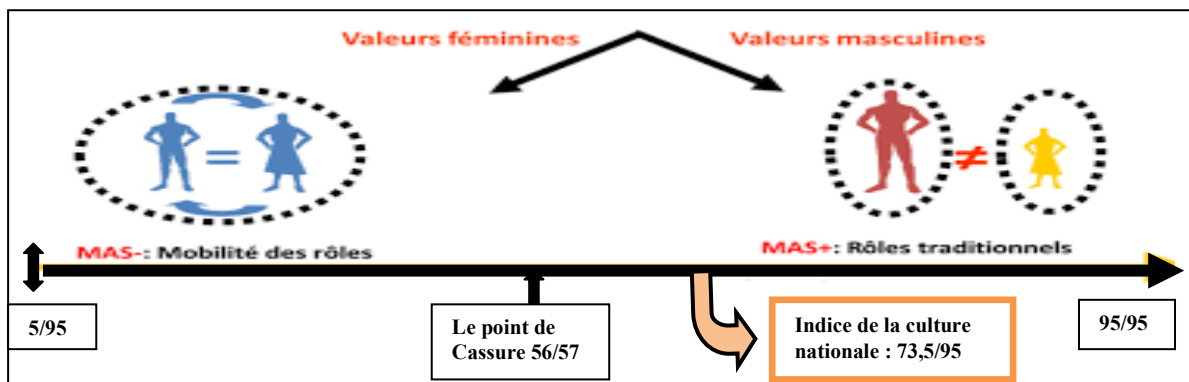 Valeurs féminines
Valeurs masculines
=
≠
MAS-: Mobilité des rôles
MAS+: Rôles traditionnels
5/95
Le point de
Cassure 56/57
Indice de la culture
nationale : 73,5/95
95/95